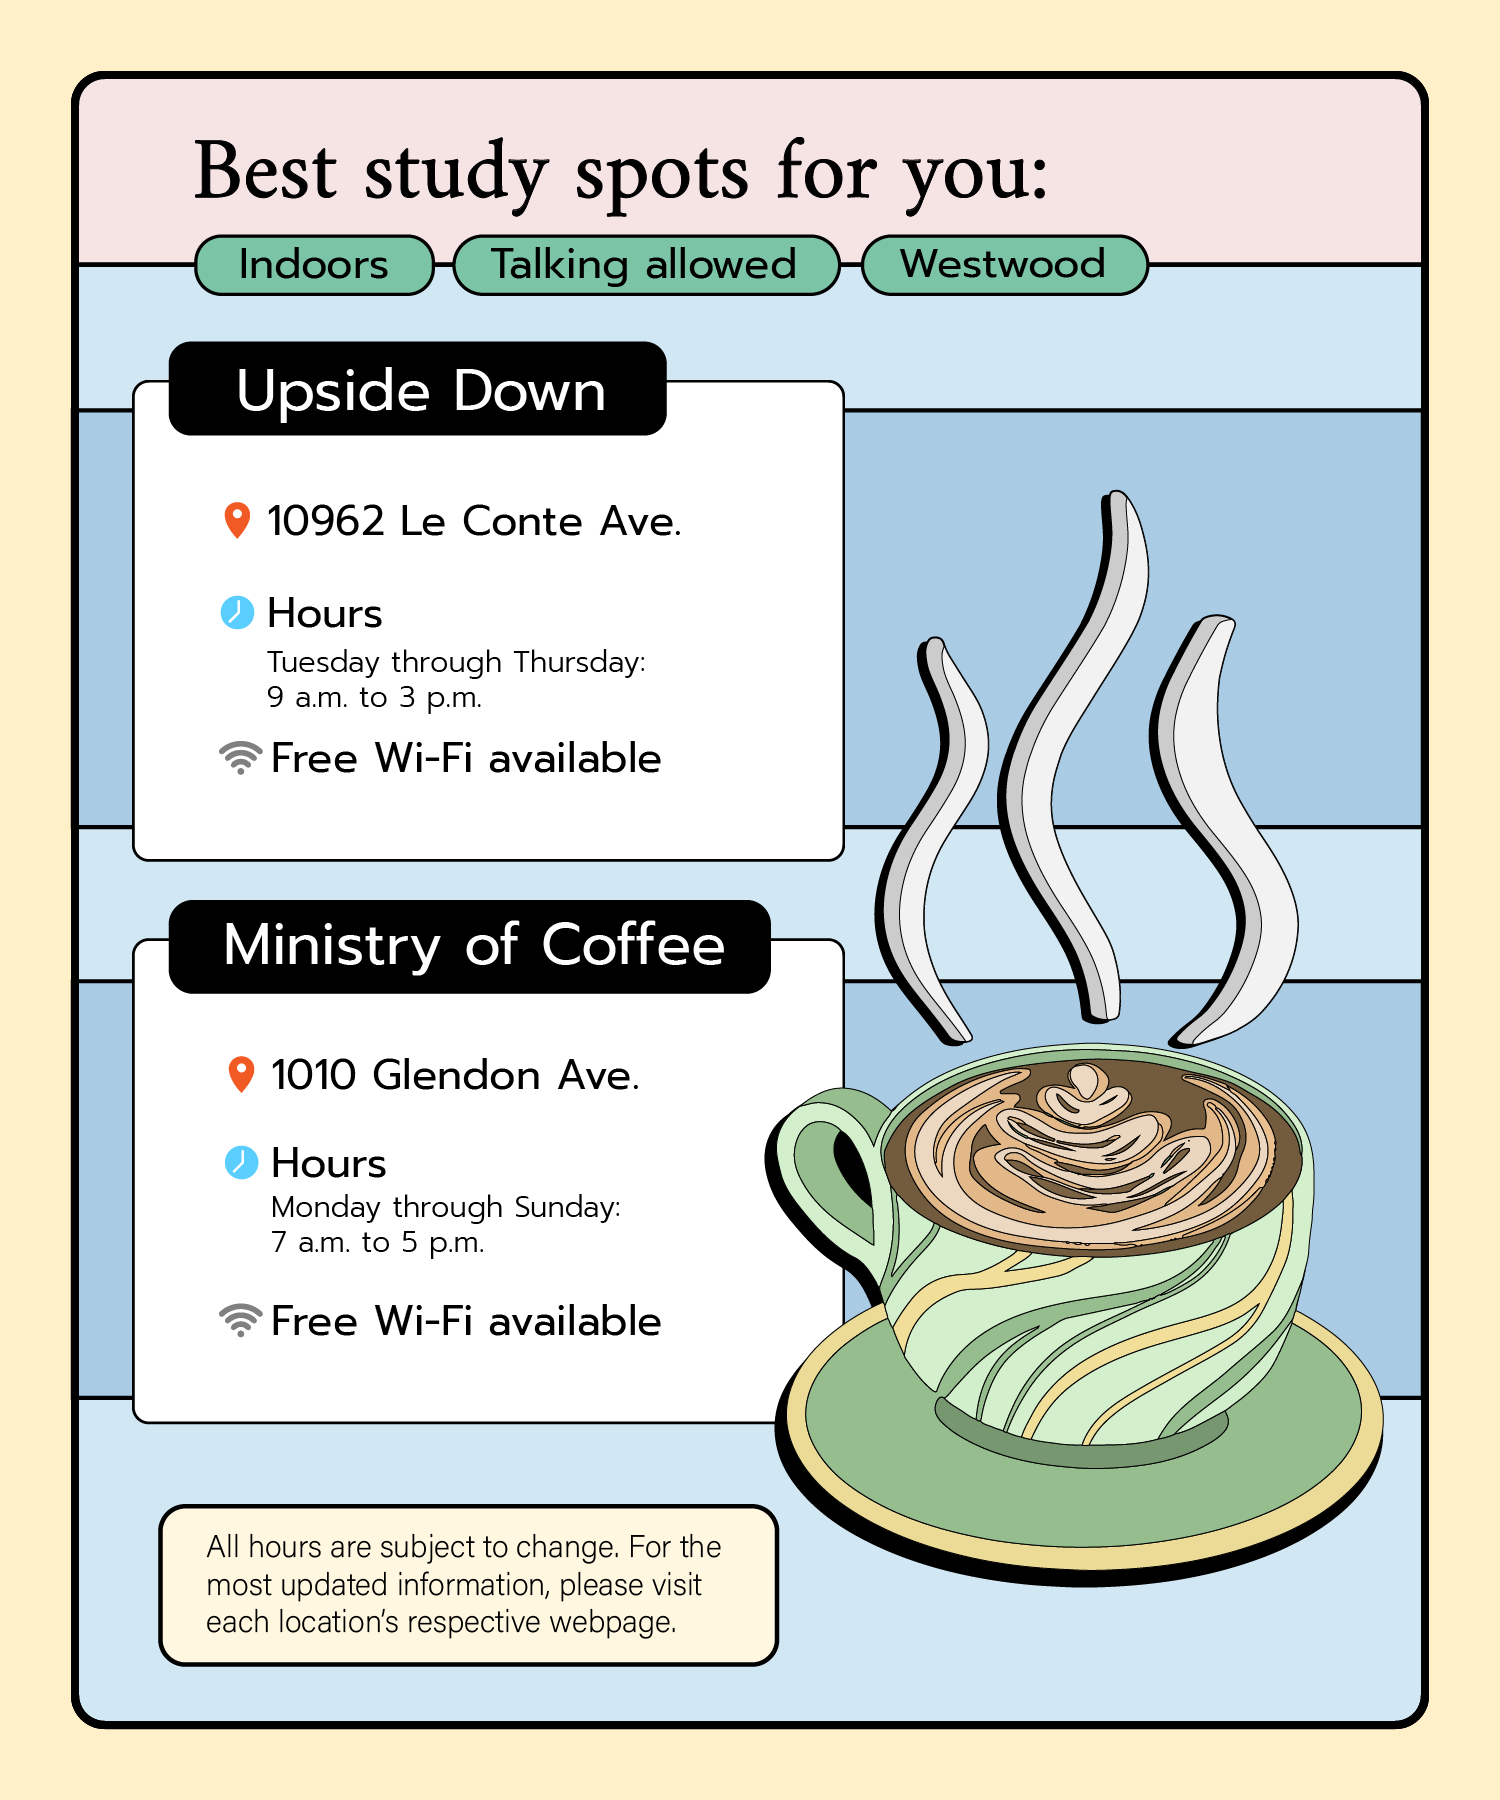 Best study spots for you:
Indoors
Talking allowed
Westwood
Upside Down
10962 Le Conte Ave.
Hours
Tuesday through Thursday:
9 a.m. to 3 p.m.
Free Wi-Fi available
Ministry of Coffee
1010 Glendon Ave.
Hours
Monday through Sunday:
7 a.m. to 5 p.m.
Free Wi-Fi available
All hours are subject to change. For the
most updated information, please visit
each location’s respective webpage.